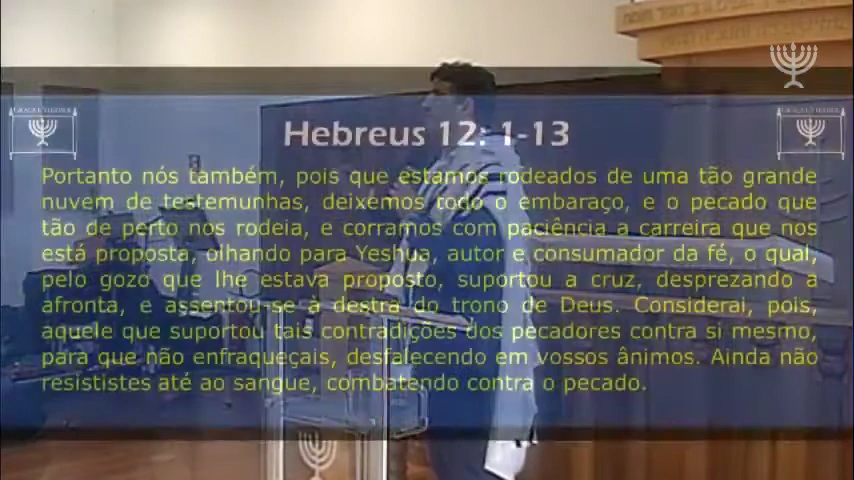 Hebreus 12: 1-13
Portanto nós também, pois que estamos rodeados de uma tão grande
nuvem de testemunhas, deixemos todo o embaraço, e o pecado que
tão de perto nos rodeia, e corramos com paciência a carreira que nos
está proposta, olhando para Yeshua, autor e consumador da fé, o qual,
pelo gozo que lhe estava proposto, suportou a cruz, desprezando a
afronta, e assentou-se à destra do trono de Deus. Considerai, pois,
aquele que suportou tais contradições dos pecadores contra si mesmo,
para que não enfraqueçais, desfalecendo em vossos ânimos. Ainda não
resististes até ao sangue, combatendo contra o pecado.